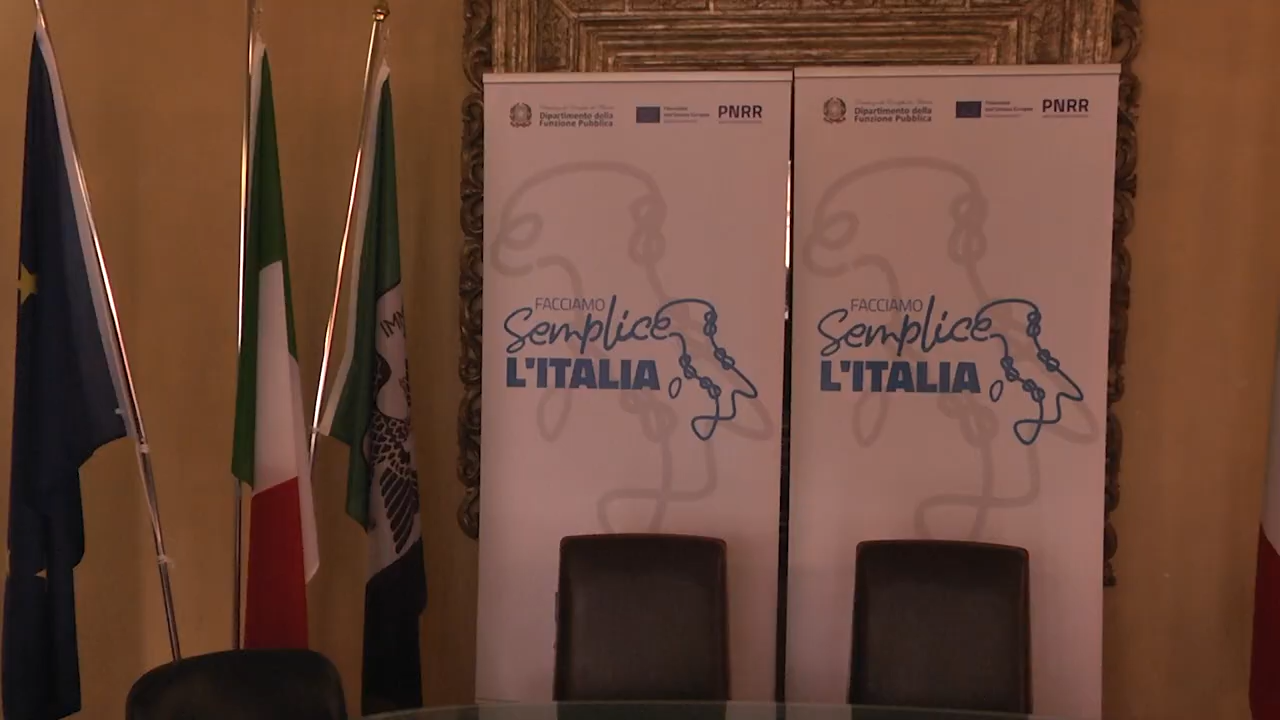 Dipartimento della
Funzione Pubblica
PNRR
FACCIAMO
Semplice
L'ITALIA
Dipartimento della
Funzione Pubblica
PNRR
FACCIAMO
Semplice
L'ITALIA